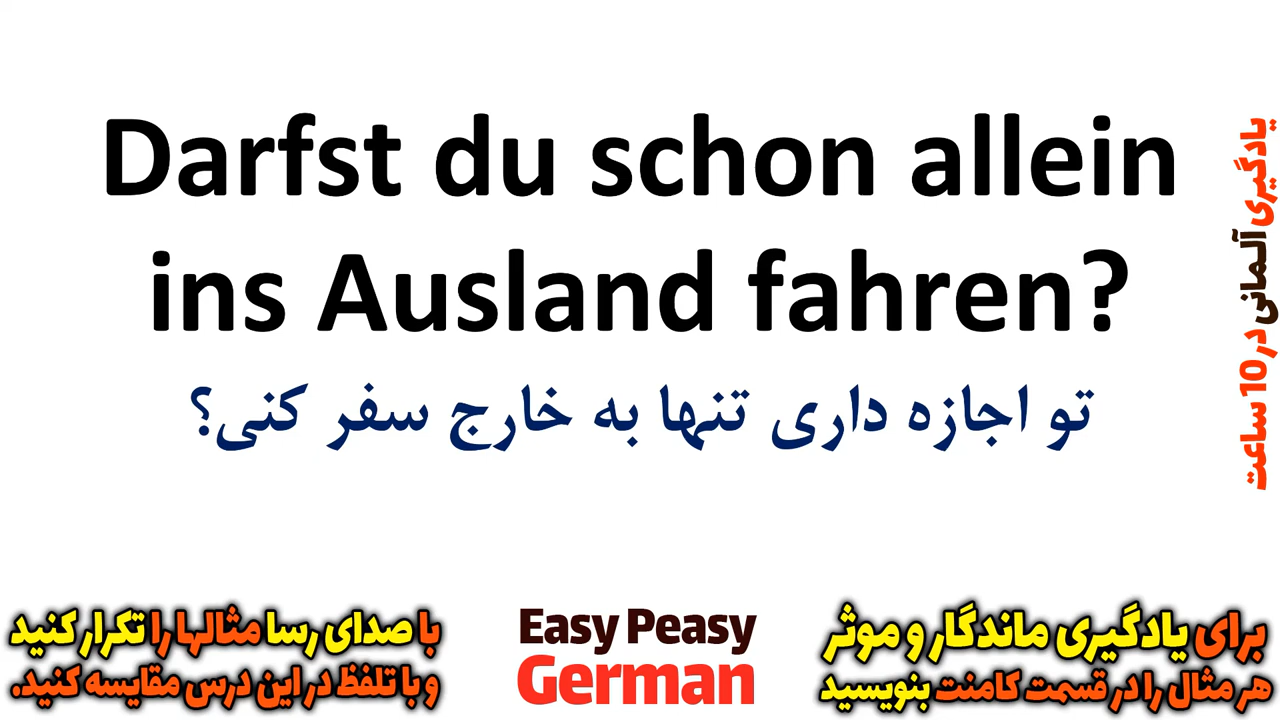 Darfst du schon allein
ins Ausland fahren?
تو اجازه داری تنها به خارج سفر کنی؟
یادگیری آلمانی در 10 ساعت
با صدای رسا مثالها را تکرار کنید
و با تلفظ در این درس مقایسه کنید.
Easy Peasy
German
برای یادگیری ماندگار و موثر
هر مثال را در قسمت کامنت بنویسید